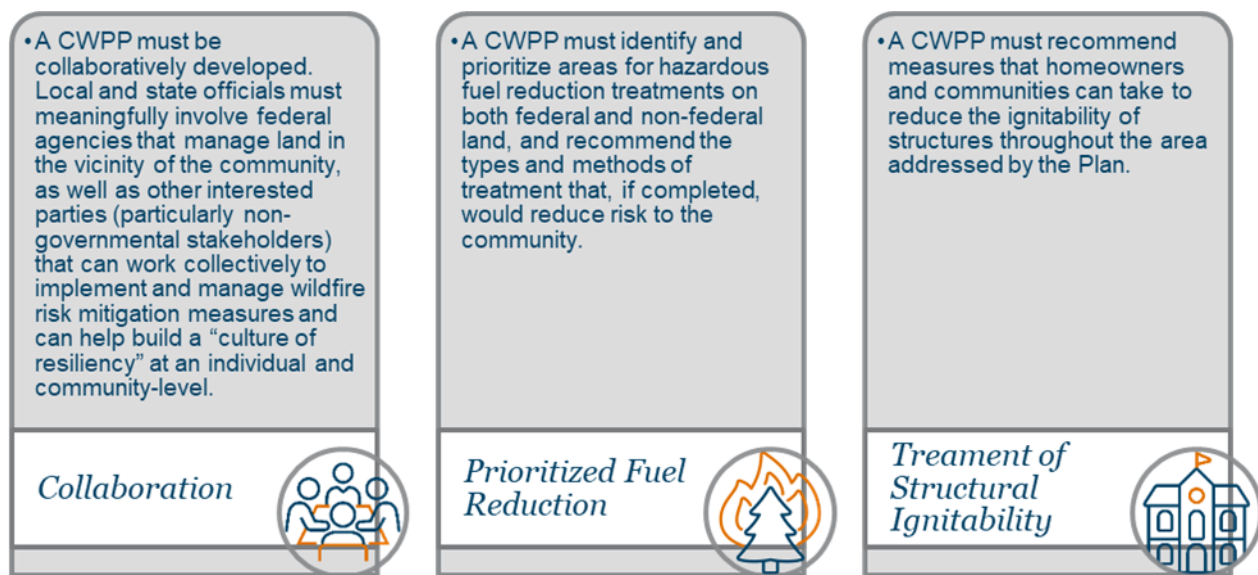 •A CWPP must be
collaboratively developed.
Local and state officials must
meaningfully involve federal
agencies that manage land in
the vicinity of the community,
as well as other interested
parties (particularly non-
governmental stakeholders)
that can work collectively to
implement and manage wildfire
risk mitigation measures and
can help build a “culture of
resiliency” at an individual and
community-level.
Collaboration
•A CWPP must identify and
prioritize areas for hazardous
fuel reduction treatments on
both federal and non-federal
land, and recommend the
types and methods of
treatment that, if completed,
would reduce risk to the
community.
Prioritized Fuel
Reduction
•A CWPP must recommend
measures that homeowners
and communities can take to
reduce the ignitability of
structures throughout the area
addressed by the Plan.
Treament of
Structural
Ignitability